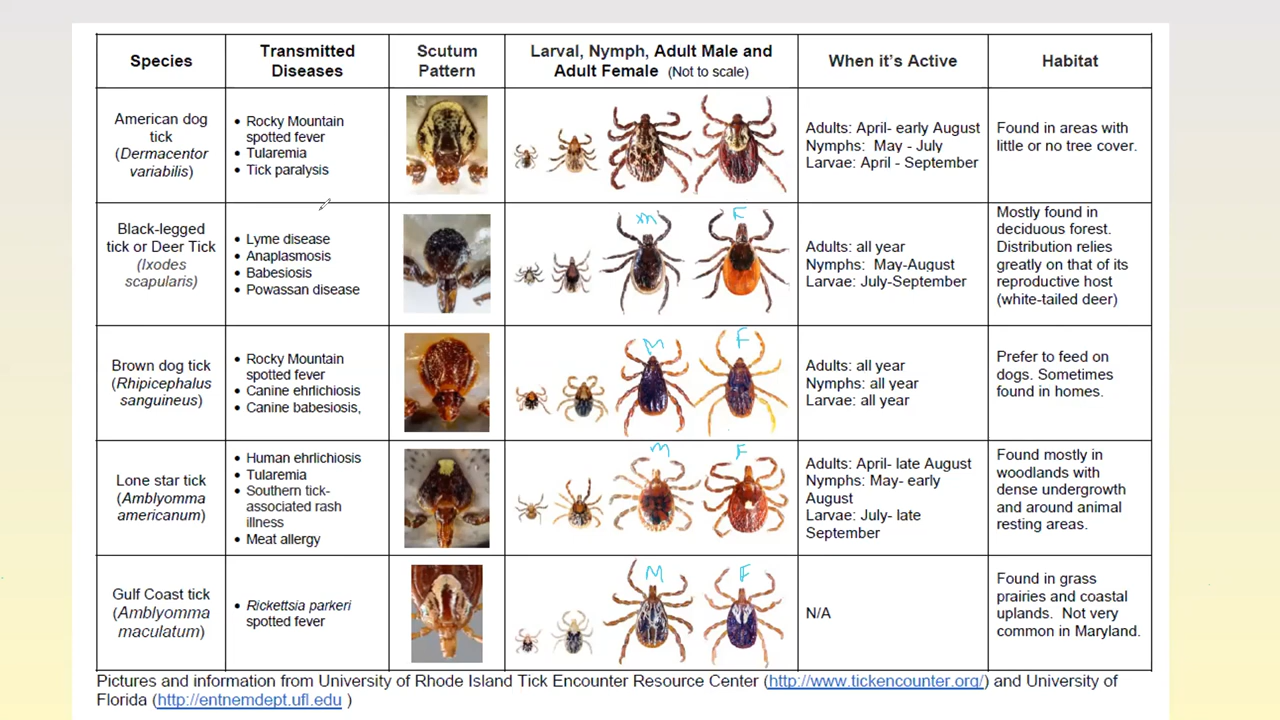 Species
Transmitted
Diseases
Scutum
Pattern
Larval, Nymph, Adult Male and
Adult Female (Not to scale)
When it's Active
Habitat
American dog
tick
(Dermacentor
variabilis)
• Rocky Mountain
spotted fever
• Tularemia
• Tick paralysis
Adults: April- early August
Nymphs: May - July
Larvae: April - September
Found in areas with
little or no tree cover.
Black-legged
tick or Deer Tick
(Ixodes
scapularis)
• Lyme disease
• Anaplasmosis
• Babesiosis
• Powassan disease
M F
Adults: all year
Nymphs: May-August
Larvae: July-September
Mostly found in
deciduous forest.
Distribution relies
greatly on that of its
reproductive host
(white-tailed deer)
Brown dog tick
(Rhipicephalus
sanguineus)
• Rocky Mountain
spotted fever
• Canine ehrlichiosis
• Canine babesiosis,
M F
Adults: all year
Nymphs: all year
Larvae: all year
Prefer to feed on
dogs. Sometimes
found in homes.
Lone star tick
(Amblyomma
americanum)
• Human ehrlichiosis
• Tularemia
• Southern tick-
associated rash
illness
• Meat allergy
M F
Adults: April- late August
Nymphs: May- early
August
Larvae: July- late
September
Found mostly in
woodlands with
dense undergrowth
and around animal
resting areas.
Gulf Coast tick
(Amblyomma
maculatum)
• Rickettsia parkeri
spotted fever
M F
N/A
Found in grass
prairies and coastal
uplands. Not very
common in Maryland.
Pictures and information from University of Rhode Island Tick Encounter Resource Center (http://www.tickencounter.org/) and University of
Florida (http://entnemdept.ufl.edu )